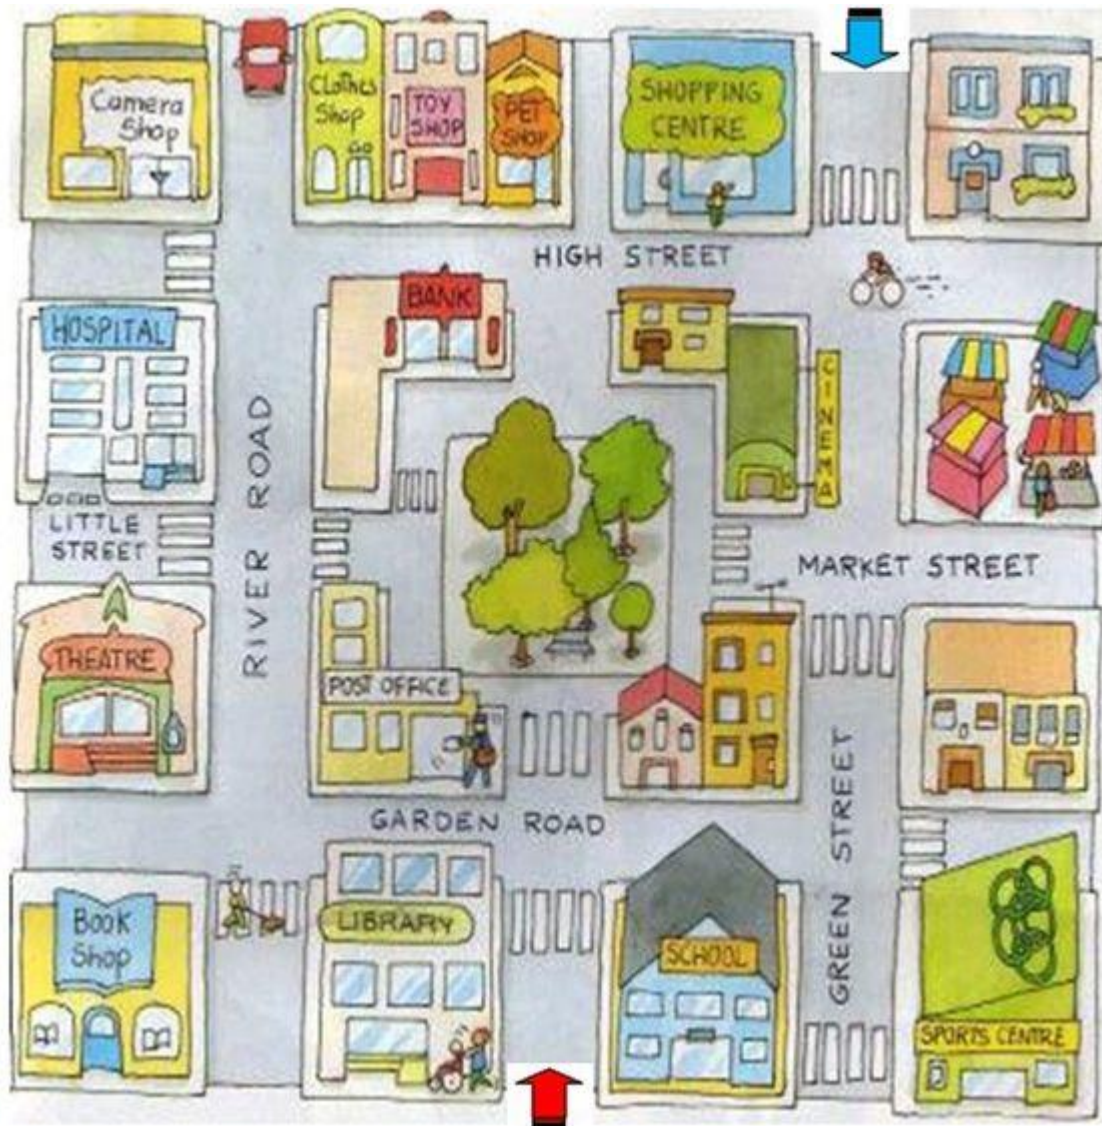 Camera
Shop
Clothes
Shop
TOY
SHOP
PET
SHOP
SHOPPING
CENTRE
HIGH STREET
HOSPITAL
BANK
CINEMA
RIVER ROAD
LITTLE
STREET
MARKET STREET
THEATRE
POST OFFICE
GARDEN ROAD
GREEN STREET
BOOK
Shop
LIBRARY
SCHOOL
SPORTS CENTRE